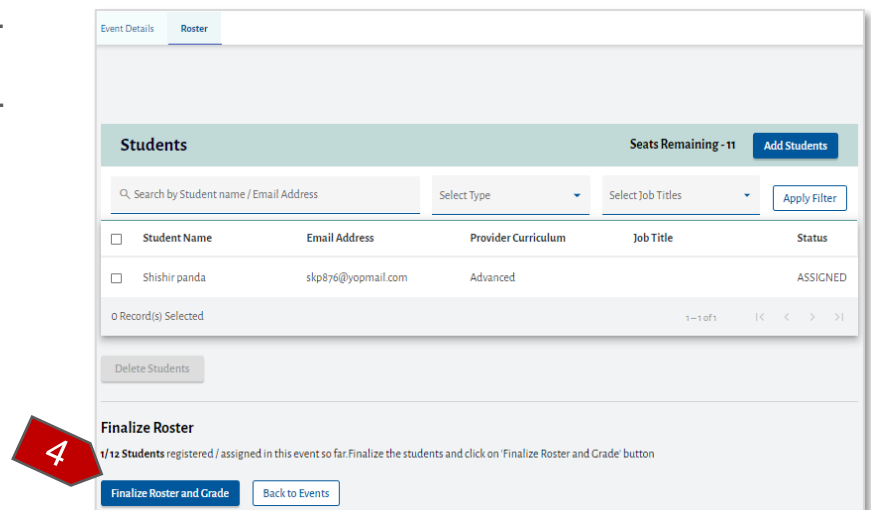 Event Details Roster
Students Seats Remaining - 11 Add Students
Search by Student name / Email Address Select Type Select Job Titles Apply Filter
Student Name Email Address Provider Curriculum Job Title Status
Shishir panda skp876@yopmail.com Advanced ASSIGNED
0 Record(s) Selected 1–1 of 1
Delete Students
Finalize Roster
4
1/12 Students registered / assigned in this event so far.Finalize the students and click on 'Finalize Roster and Grade' button
Finalize Roster and Grade Back to Events